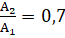 A₂/A₁ = 0,7